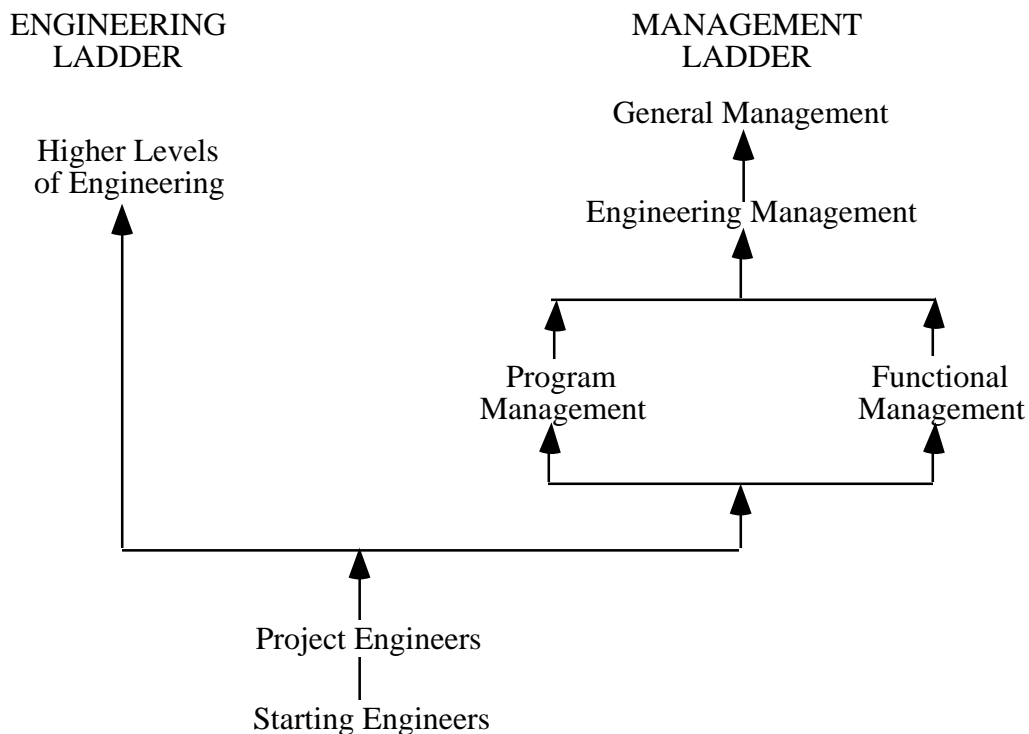 ENGINEERING
LADDER
MANAGEMENT
LADDER
General Management
Higher Levels
of Engineering
Engineering Management
Program
Management
Functional
Management
Project Engineers
Starting Engineers